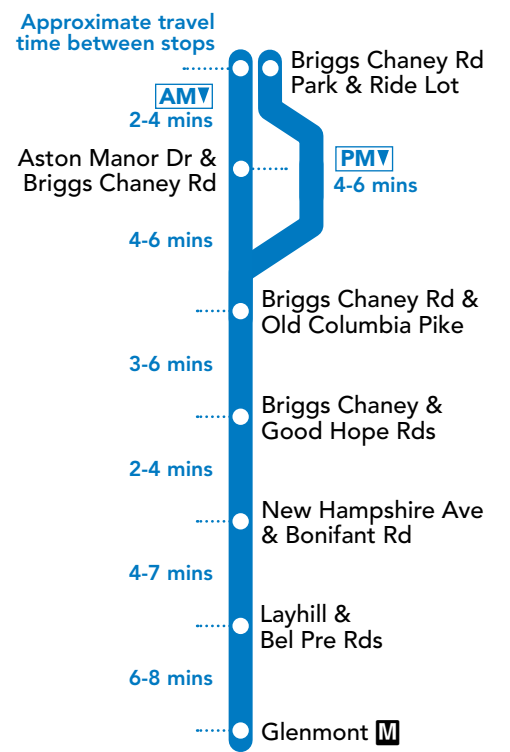 Approximate travel
time between stops
Briggs Chaney Rd
Park & Ride Lot
AM▼
2-4 mins
Aston Manor Dr &
Briggs Chaney Rd
PM▼
4-6 mins
4-6 mins
Briggs Chaney Rd &
Old Columbia Pike
3-6 mins
Briggs Chaney &
Good Hope Rds
2-4 mins
New Hampshire Ave
& Bonifant Rd
4-7 mins
Layhill &
Bel Pre Rds
6-8 mins
Glenmont M